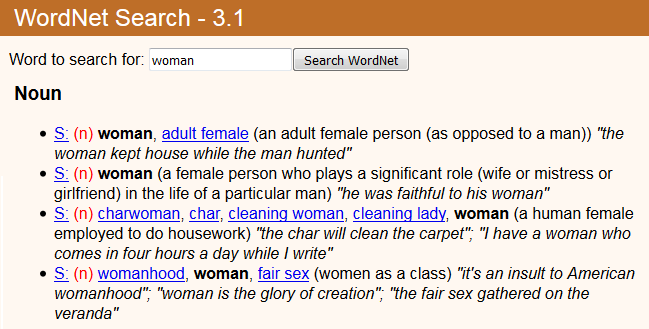 WordNet Search - 3.1
Word to search for: woman Search WordNet
Noun
• S: (n) woman, adult female (an adult female person (as opposed to a man)) "the
woman kept house while the man hunted"
• S: (n) woman (a female person who plays a significant role (wife or mistress or
girlfriend) in the life of a particular man) "he was faithful to his woman"
• S: (n) charwoman, char, cleaning woman, cleaning lady, woman (a human female
employed to do housework) "the char will clean the carpet"; "I have a woman who
comes in four hours a day while I write"
• S: (n) womanhood, woman, fair sex (women as a class) "it's an insult to American
womanhood"; "woman is the glory of creation"; "the fair sex gathered on the
veranda"